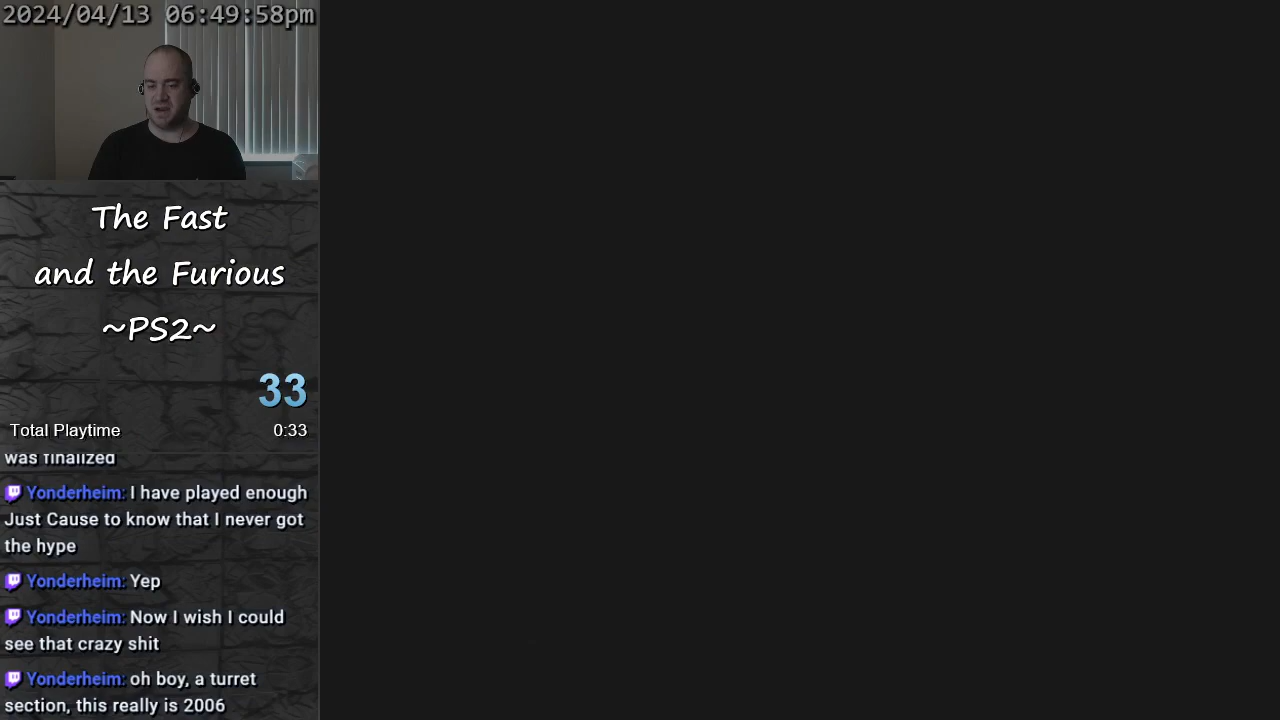 2024/04/13 06:49:58pm
The Fast
and the Furious
~PS2~
33
Total Playtime 0:33
was finalized
Yonderheim: I have played enough
Just Cause to know that I never got
the hype
Yonderheim: Yep
Yonderheim: Now I wish I could
see that crazy shit
Yonderheim: oh boy, a turret
section, this really is 2006